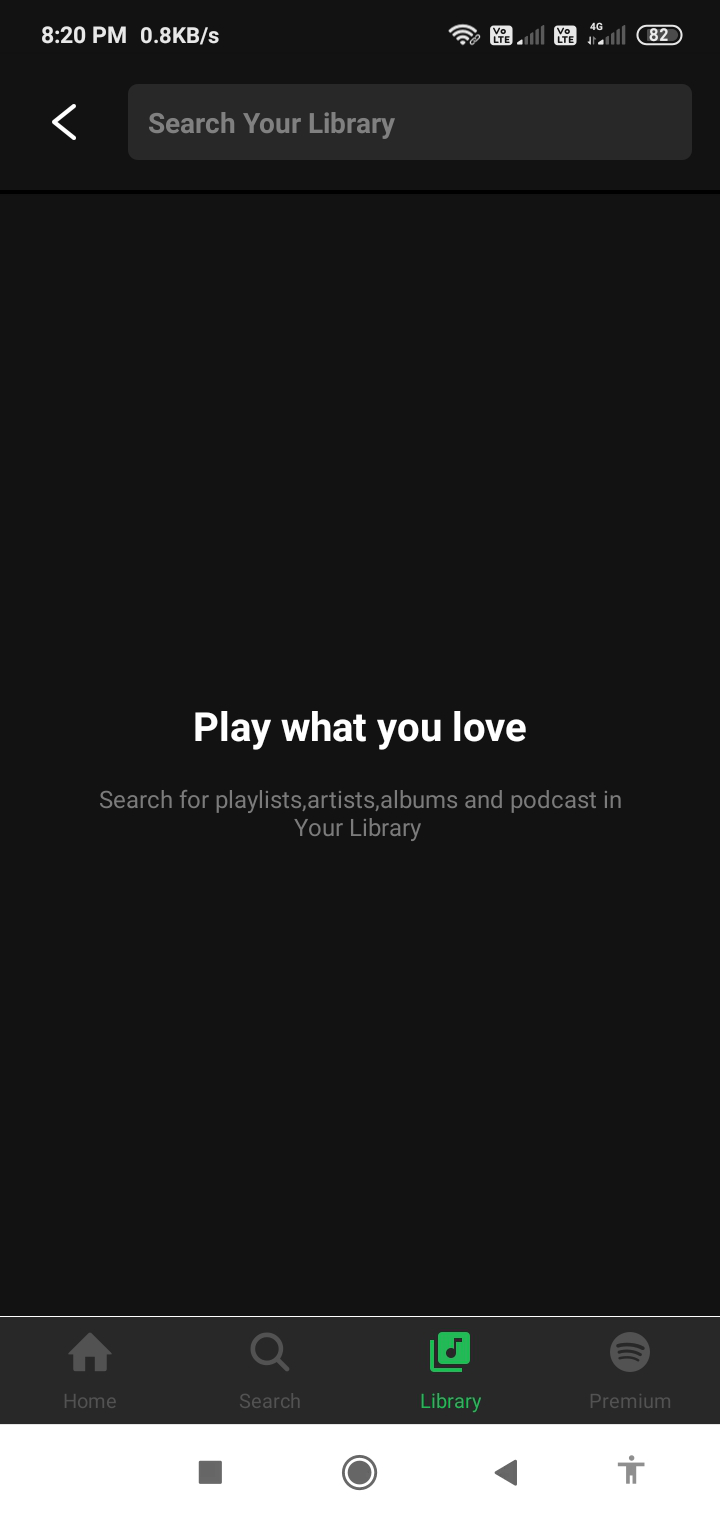 8:20 PM 0.8KB/s Vo LTE Vo LTE 4G 82
Search Your Library
Play what you love
Search for playlists,artists,albums and podcast in
Your Library
Home Search Library Premium